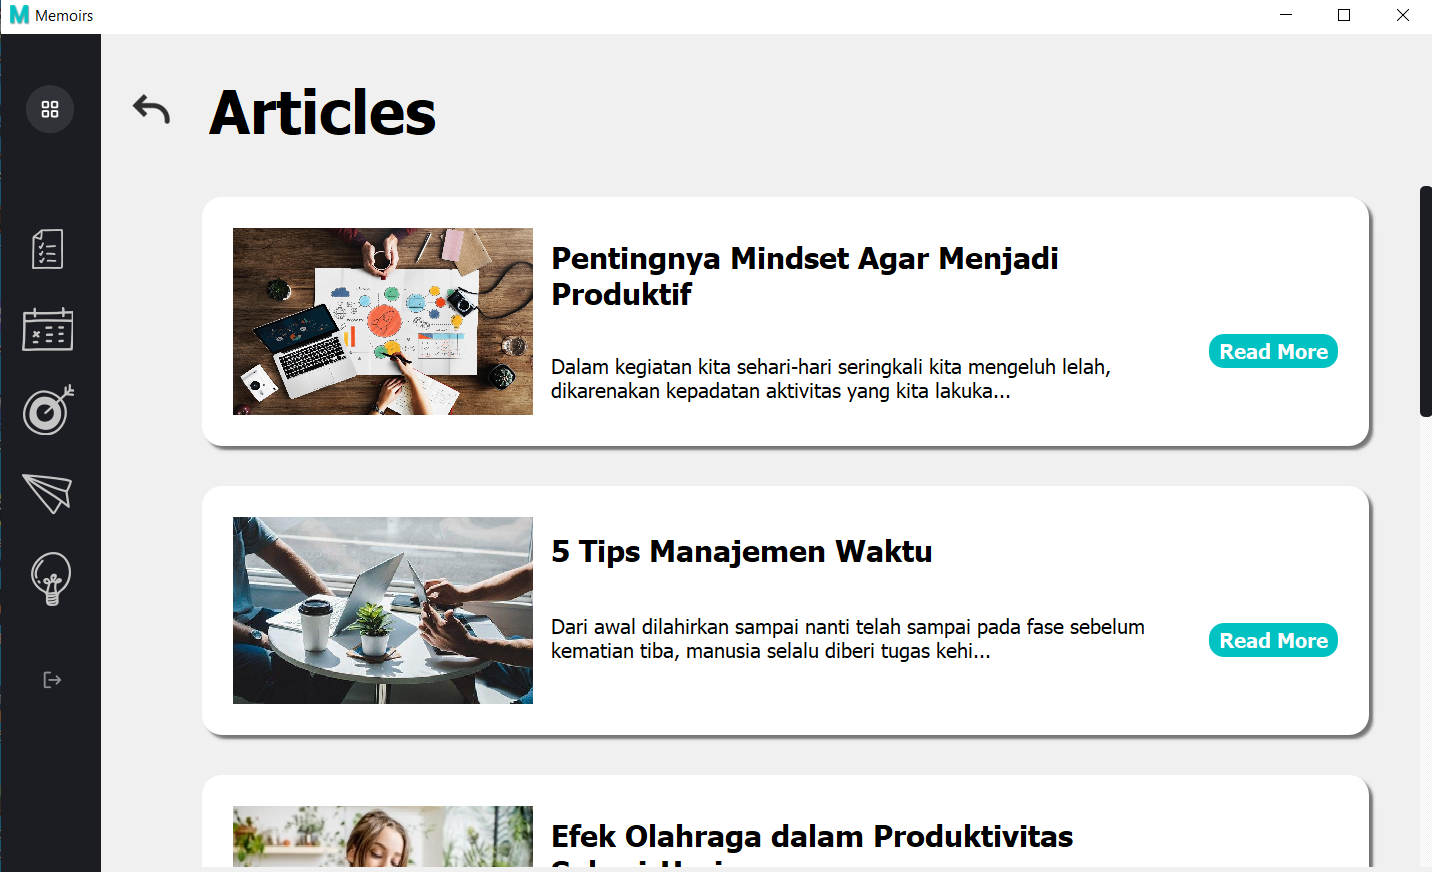 Memoirs
Articles
Pentingnya Mindset Agar Menjadi
Produktif
Dalam kegiatan kita sehari-hari seringkali kita mengeluh lelah,
dikarenakan kepadatan aktivitas yang kita lakuka...
Read More
5 Tips Manajemen Waktu
Dari awal dilahirkan sampai nanti telah sampai pada fase sebelum
kematian tiba, manusia selalu diberi tugas kehi...
Read More
Efek Olahraga dalam Produktivitas